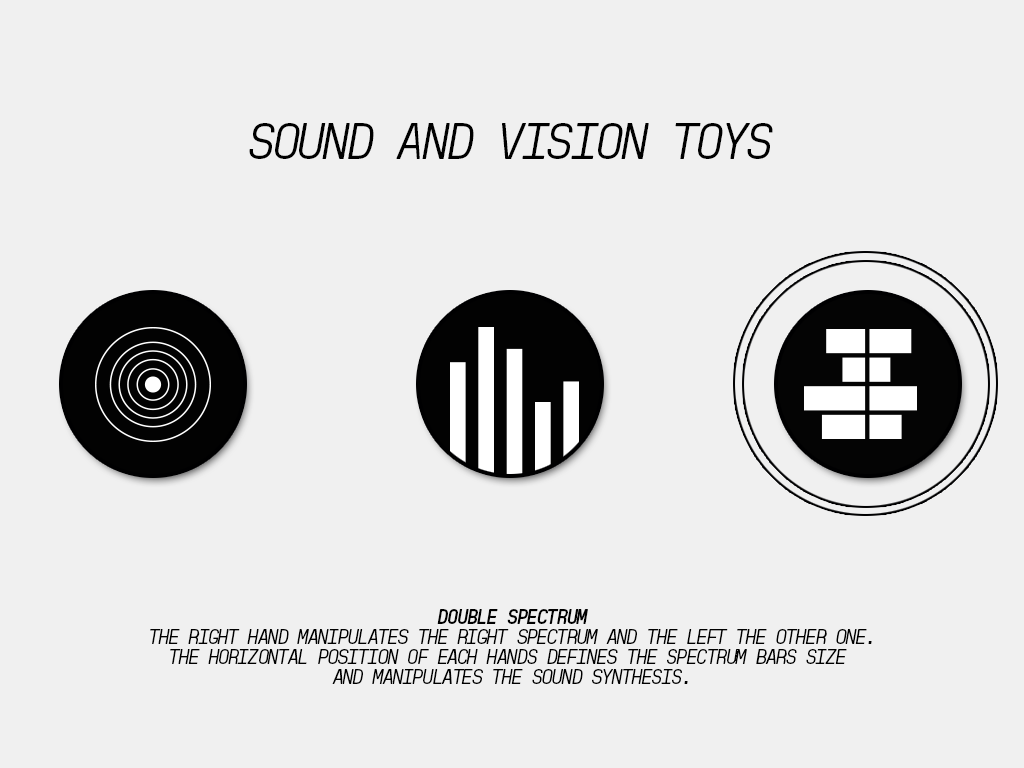 SOUND AND VISION TOYS
DOUBLE SPECTRUM
THE RIGHT HAND MANIPULATES THE RIGHT SPECTRUM AND THE LEFT THE OTHER ONE.
THE HORIZONTAL POSITION OF EACH HANDS DEFINES THE SPECTRUM BARS SIZE
AND MANIPULATES THE SOUND SYNTHESIS.